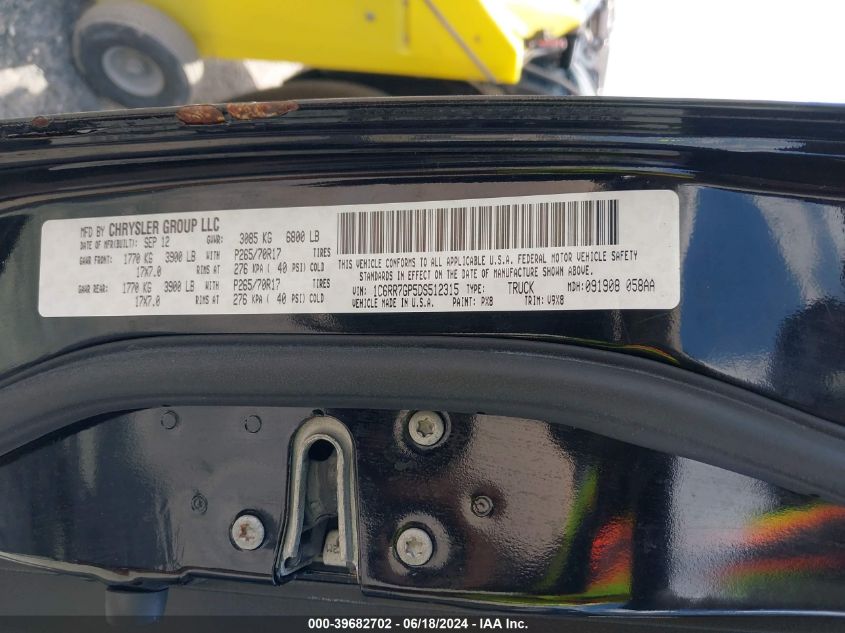 MFD BY CHRYSLER GROUP LLC
DATE OF MFR(BUILT): SEP 12 GVWR: 3085 KG 6800 LB
GAWR FRONT: 1770 KG 3900 LB WITH P265/70R17 TIRES
17X7.0 RIMS AT 276 KPA ( 40 PSI) COLD
GAWR REAR: 1770 KG 3900 LB WITH P265/70R17 TIRES
17X7.0 RIMS AT 276 KPA ( 40 PSI) COLD
THIS VEHICLE CONFORMS TO ALL APPLICABLE U.S.A. FEDERAL MOTOR VEHICLE SAFETY
STANDARDS IN EFFECT ON THE DATE OF MANUFACTURE SHOWN ABOVE.
VIN: 1C6RR7GP5DS512315 TYPE: TRUCK MDH: 091908 058AA
VEHICLE MADE IN U.S.A. PAINT: PX8 TRIM: V9X8
000-39682702 - 06/18/2024 - IAAI.com